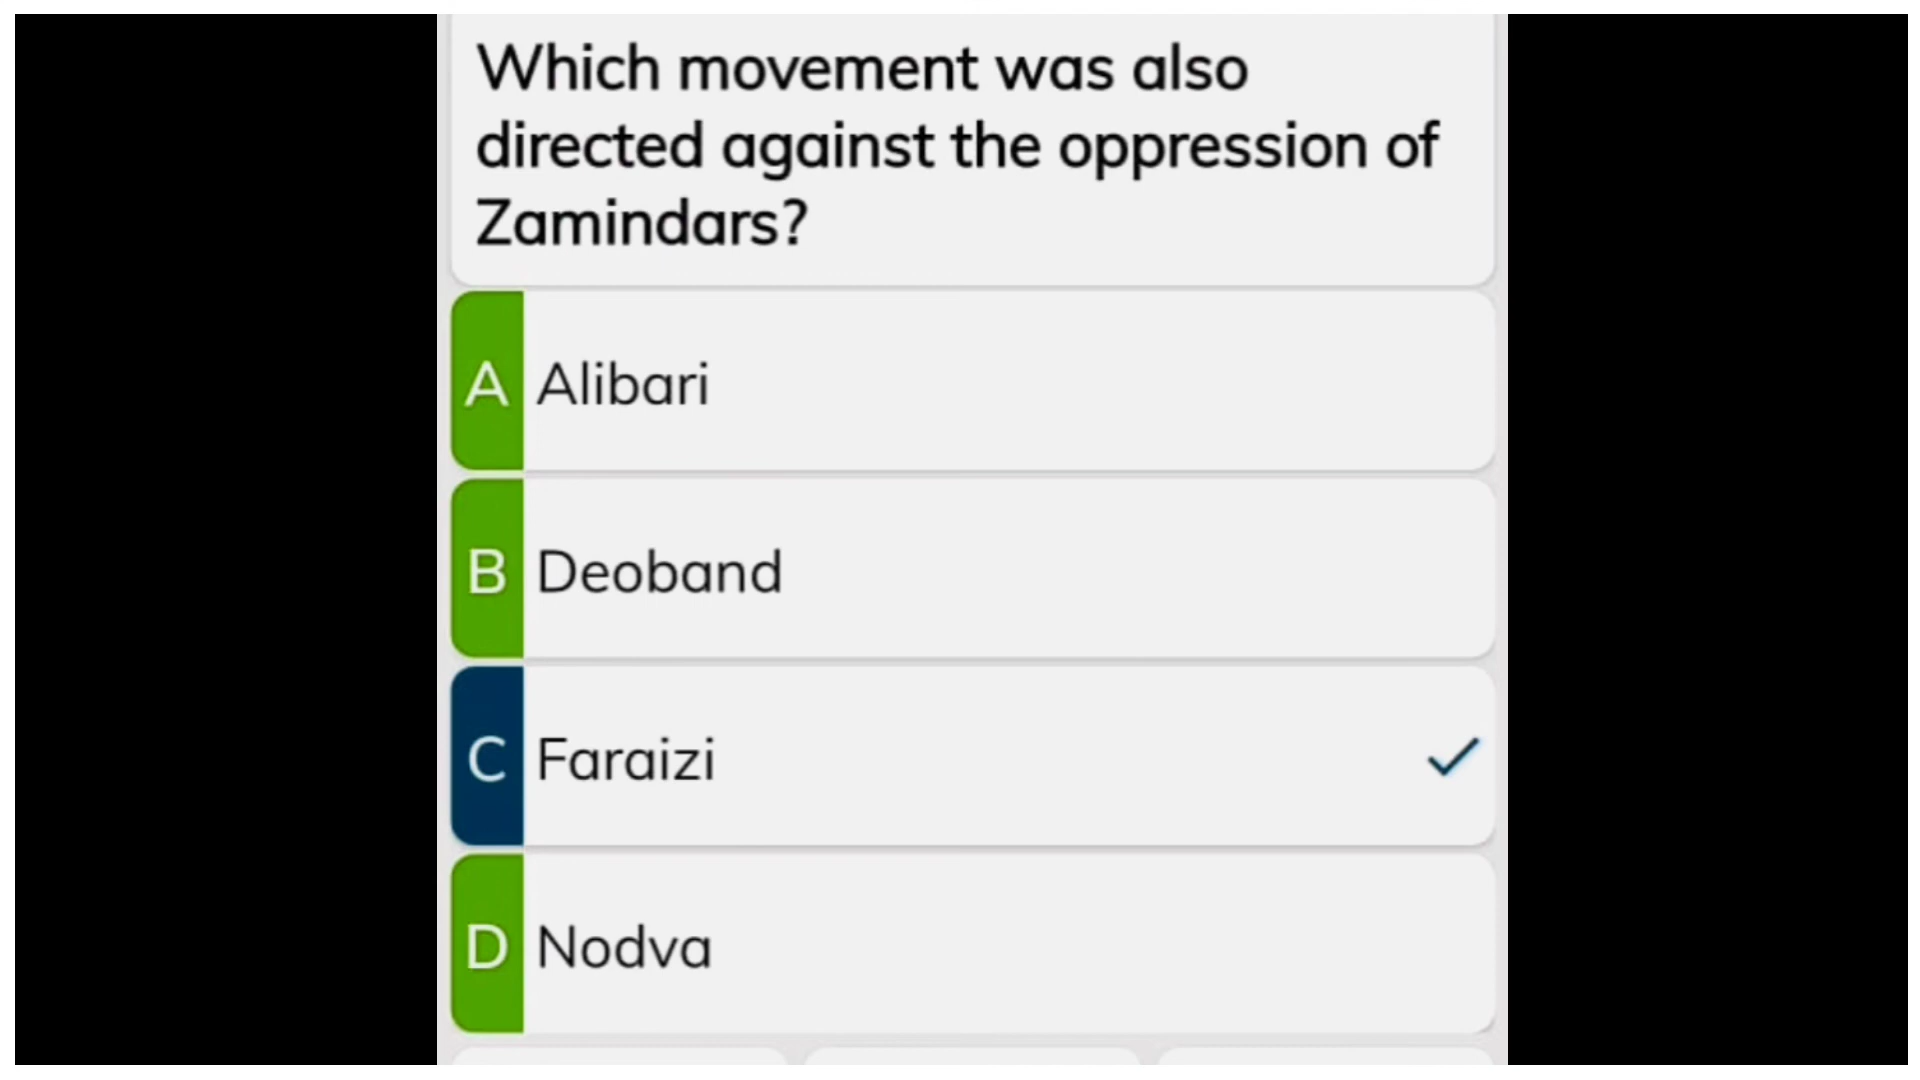 Which movement was also
directed against the oppression of
Zamindars?
A Alibari
B Deoband
C Faraizi
D Nodva